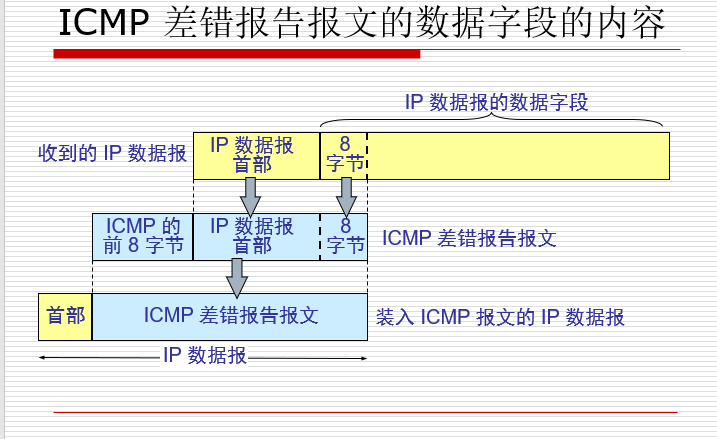 ICMP 差错报告报文的数据字段的内容
IP 数据报的数据字段
收到的 IP 数据报
IP 数据报
首部
8
字节
ICMP 的
前 8 字节
IP 数据报
首部
8
字节
ICMP 差错报告报文
首部
ICMP 差错报告报文
装入 ICMP 报文的 IP 数据报
IP 数据报